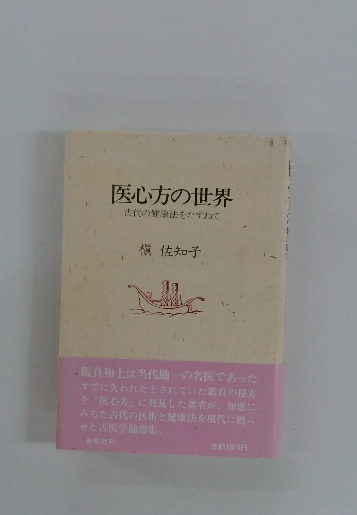 医心方の世界
古代の健康法をたずねて
槇 佐知子
鑑真和上は当代随一の名医であった
すでに失われたとされていた鑑真の秘方
を『医心方』に発見した著者が、知恵に
みちた古代の医術と健康法を現代に甦ら
せた古医学随想集。
定価1800円